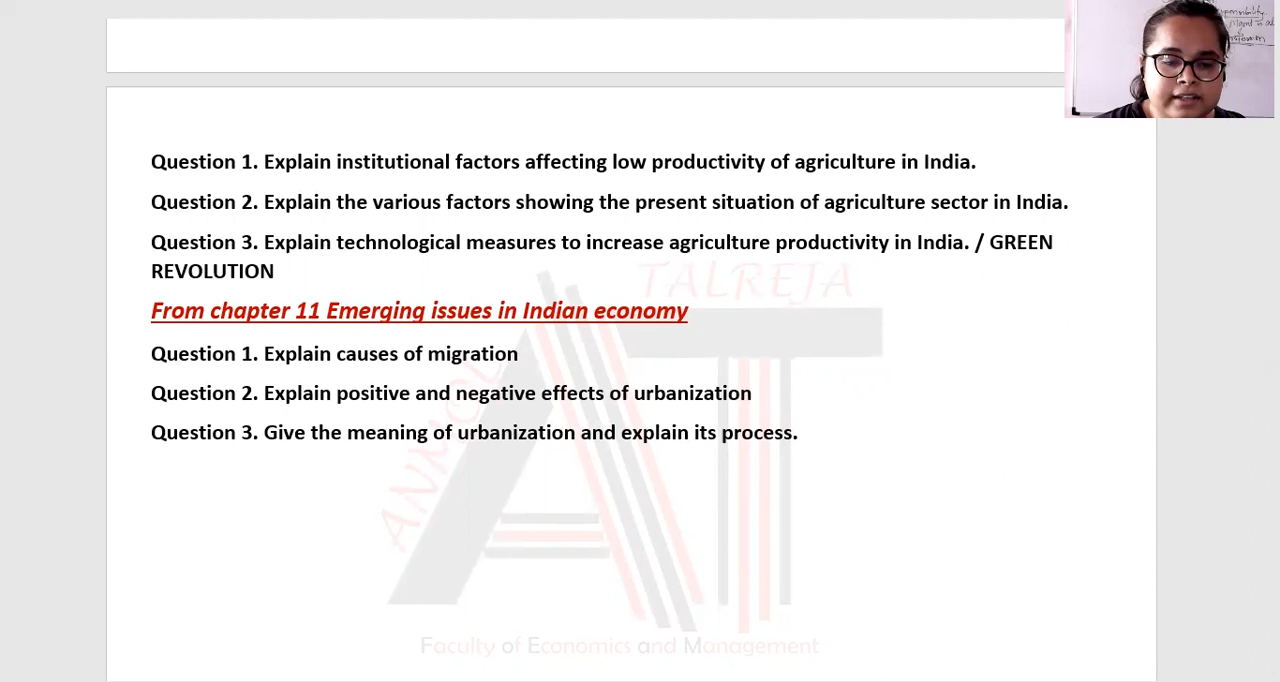 Question 1. Explain institutional factors affecting low productivity of agriculture in India.
Question 2. Explain the various factors showing the present situation of agriculture sector in India.
Question 3. Explain technological measures to increase agriculture productivity in India. / GREEN
REVOLUTION
From chapter 11 Emerging issues in Indian economy
Question 1. Explain causes of migration
Question 2. Explain positive and negative effects of urbanization
Question 3. Give the meaning of urbanization and explain its process.
ANMOL
TALREJA
Faculty of Economics and Management